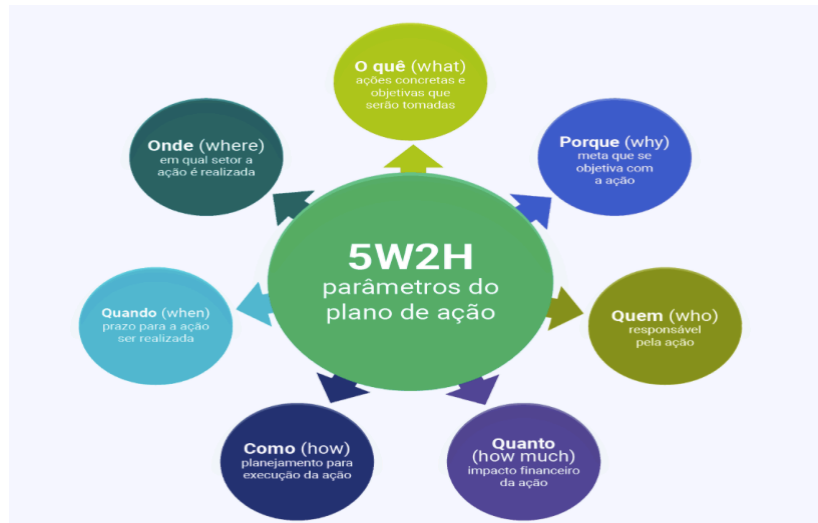 O quê (what)
ações concretas e
objetivas que
serão tomadas
Onde (where)
em qual setor a
ação é realizada
Porque (why)
meta que se
objetiva com
a ação
5W2H
parâmetros do
plano de ação
Quando (when)
prazo para a ação
ser realizada
Quem (who)
responsável
pela ação
Como (how)
planejamento para
execução da ação
Quanto
(how much)
impacto financeiro
da ação